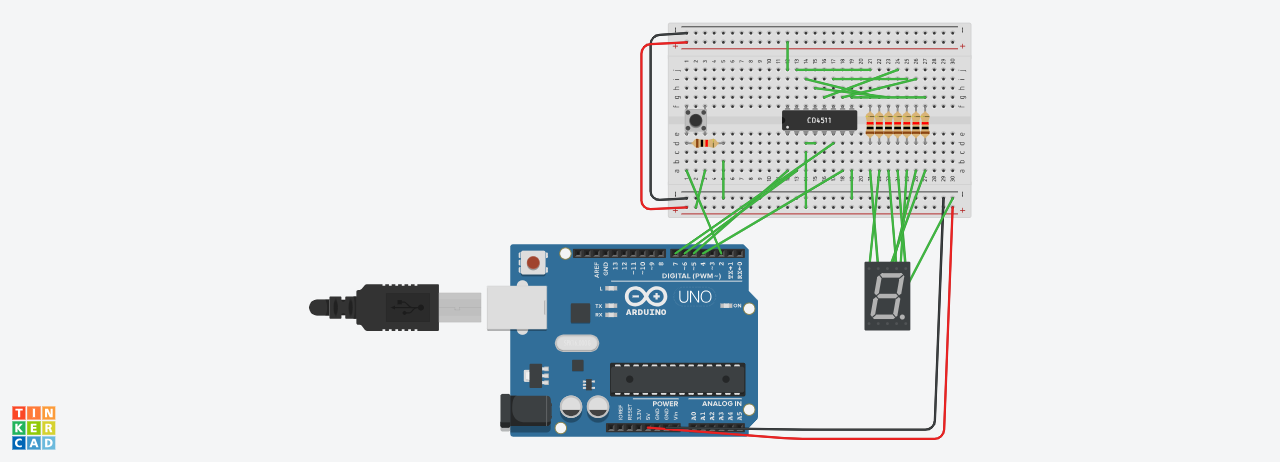 CD4511
AREF
GND
13
12
~11
~10
~9
8
7
~6
~5
4
~3
2
TX→1
RX←0
DIGITAL (PWM~)
L
TX
RX
UNO
ARDUINO
ON
POWER
ANALOG IN
IOREF
RESET
3.3V
5V
GND
GND
Vin
A0
A1
A2
A3
A4
A5
TIN
KER
CAD